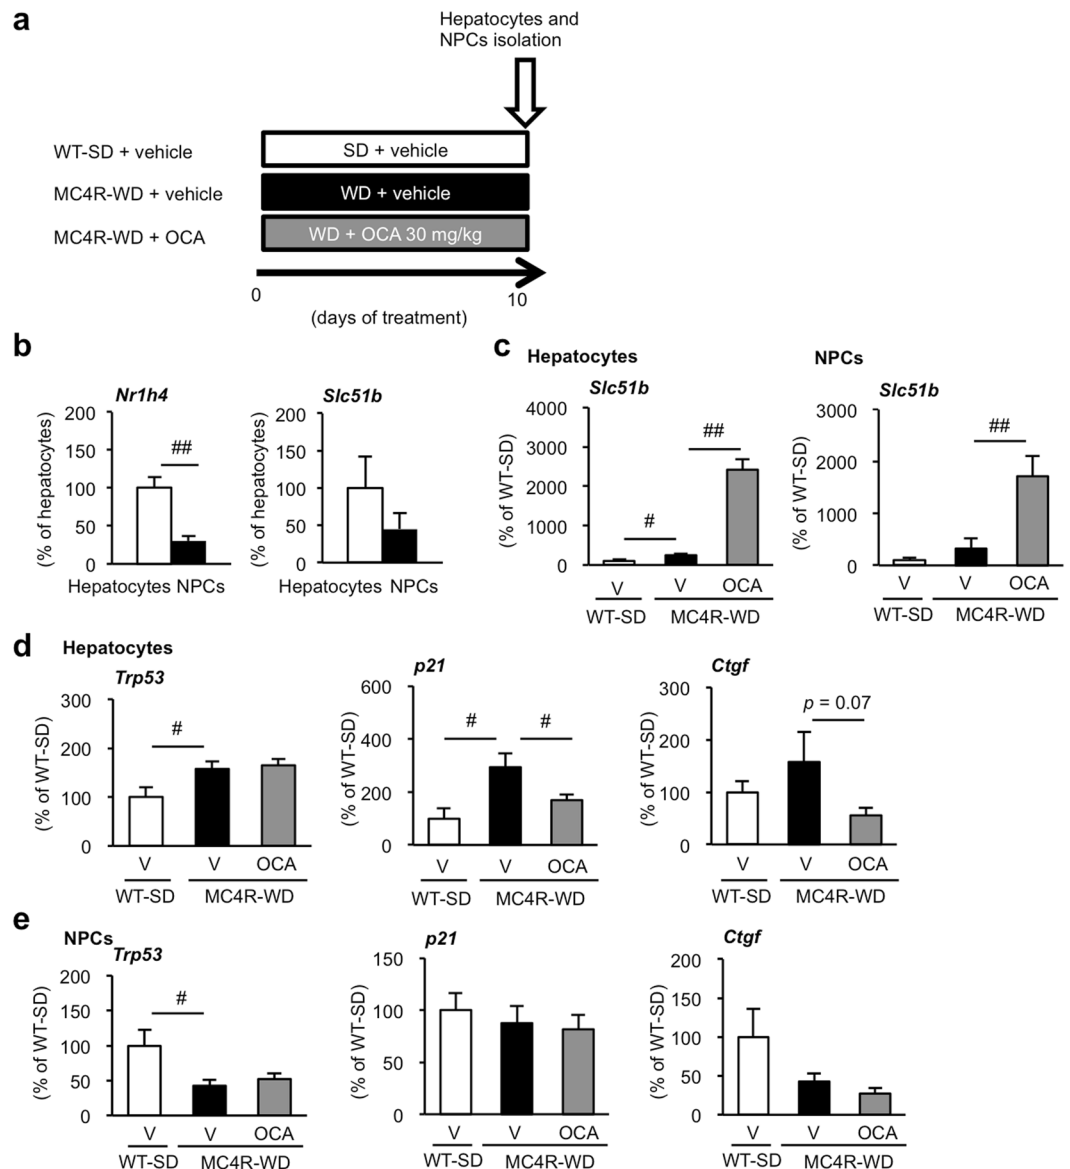 a
Hepatocytes and
NPCs isolation
WT-SD + vehicle
SD + vehicle
MC4R-WD + vehicle
WD + vehicle
MC4R-WD + OCA
WD + OCA 30 mg/kg
0
10
(days of treatment)
b
Nr1h4
(% of hepatocytes)
200
150
100
50
0
##
Hepatocytes NPCs
Slc51b
(% of hepatocytes)
200
150
100
50
0
Hepatocytes NPCs
c
Hepatocytes
Slc51b
(% of WT-SD)
4000
3000
2000
1000
0
#
##
V
V
OCA
WT-SD
MC4R-WD
NPCs
Slc51b
(% of WT-SD)
3000
2000
1000
0
##
V
V
OCA
WT-SD
MC4R-WD
d
Hepatocytes
Trp53
(% of WT-SD)
300
200
100
0
#
V
V
OCA
WT-SD
MC4R-WD
p21
(% of WT-SD)
600
400
200
0
#
#
V
V
OCA
WT-SD
MC4R-WD
Ctgf
(% of WT-SD)
300
200
100
0
p = 0.07
V
V
OCA
WT-SD
MC4R-WD
e
NPCs
Trp53
(% of WT-SD)
200
150
100
50
0
#
V
V
OCA
WT-SD
MC4R-WD
p21
(% of WT-SD)
150
100
50
0
V
V
OCA
WT-SD
MC4R-WD
Ctgf
(% of WT-SD)
200
150
100
50
0
V
V
OCA
WT-SD
MC4R-WD